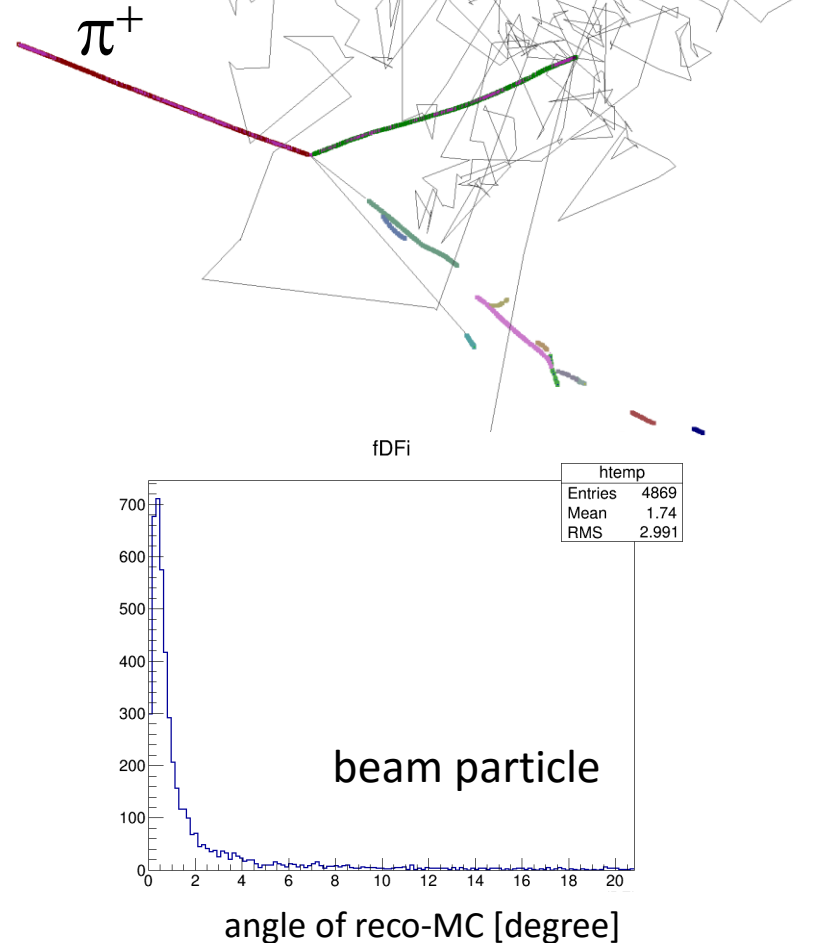 π+
fDFi
htemp
Entries 4869
Mean 1.74
RMS 2.991
700
600
500
400
300
200
100
0
beam particle
0 2 4 6 8 10 12 14 16 18 20
angle of reco-MC [degree]